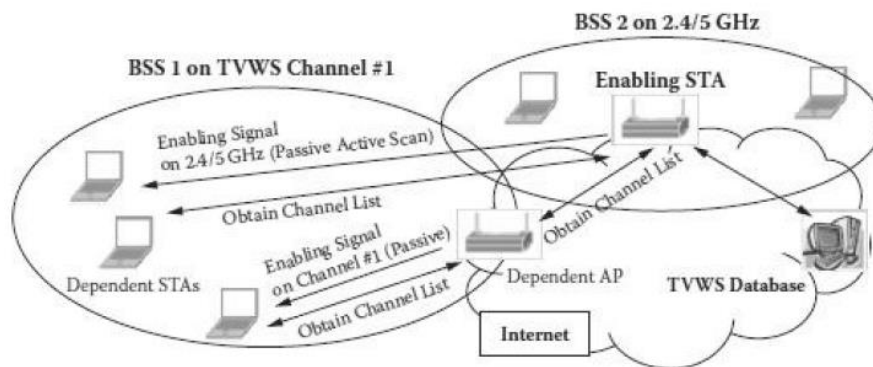 BSS 2 on 2.4/5 GHz
BSS 1 on TVWS Channel #1
Enabling STA
Enabling Signal
on 2.4/5 GHz (Passive Active Scan)
Obtain Channel List
Obtain Channel List
Enabling Signal
on Channel #1 (Passive)
Obtain Channel List
Dependent STAs
Dependent AP
TVWS Database
Internet